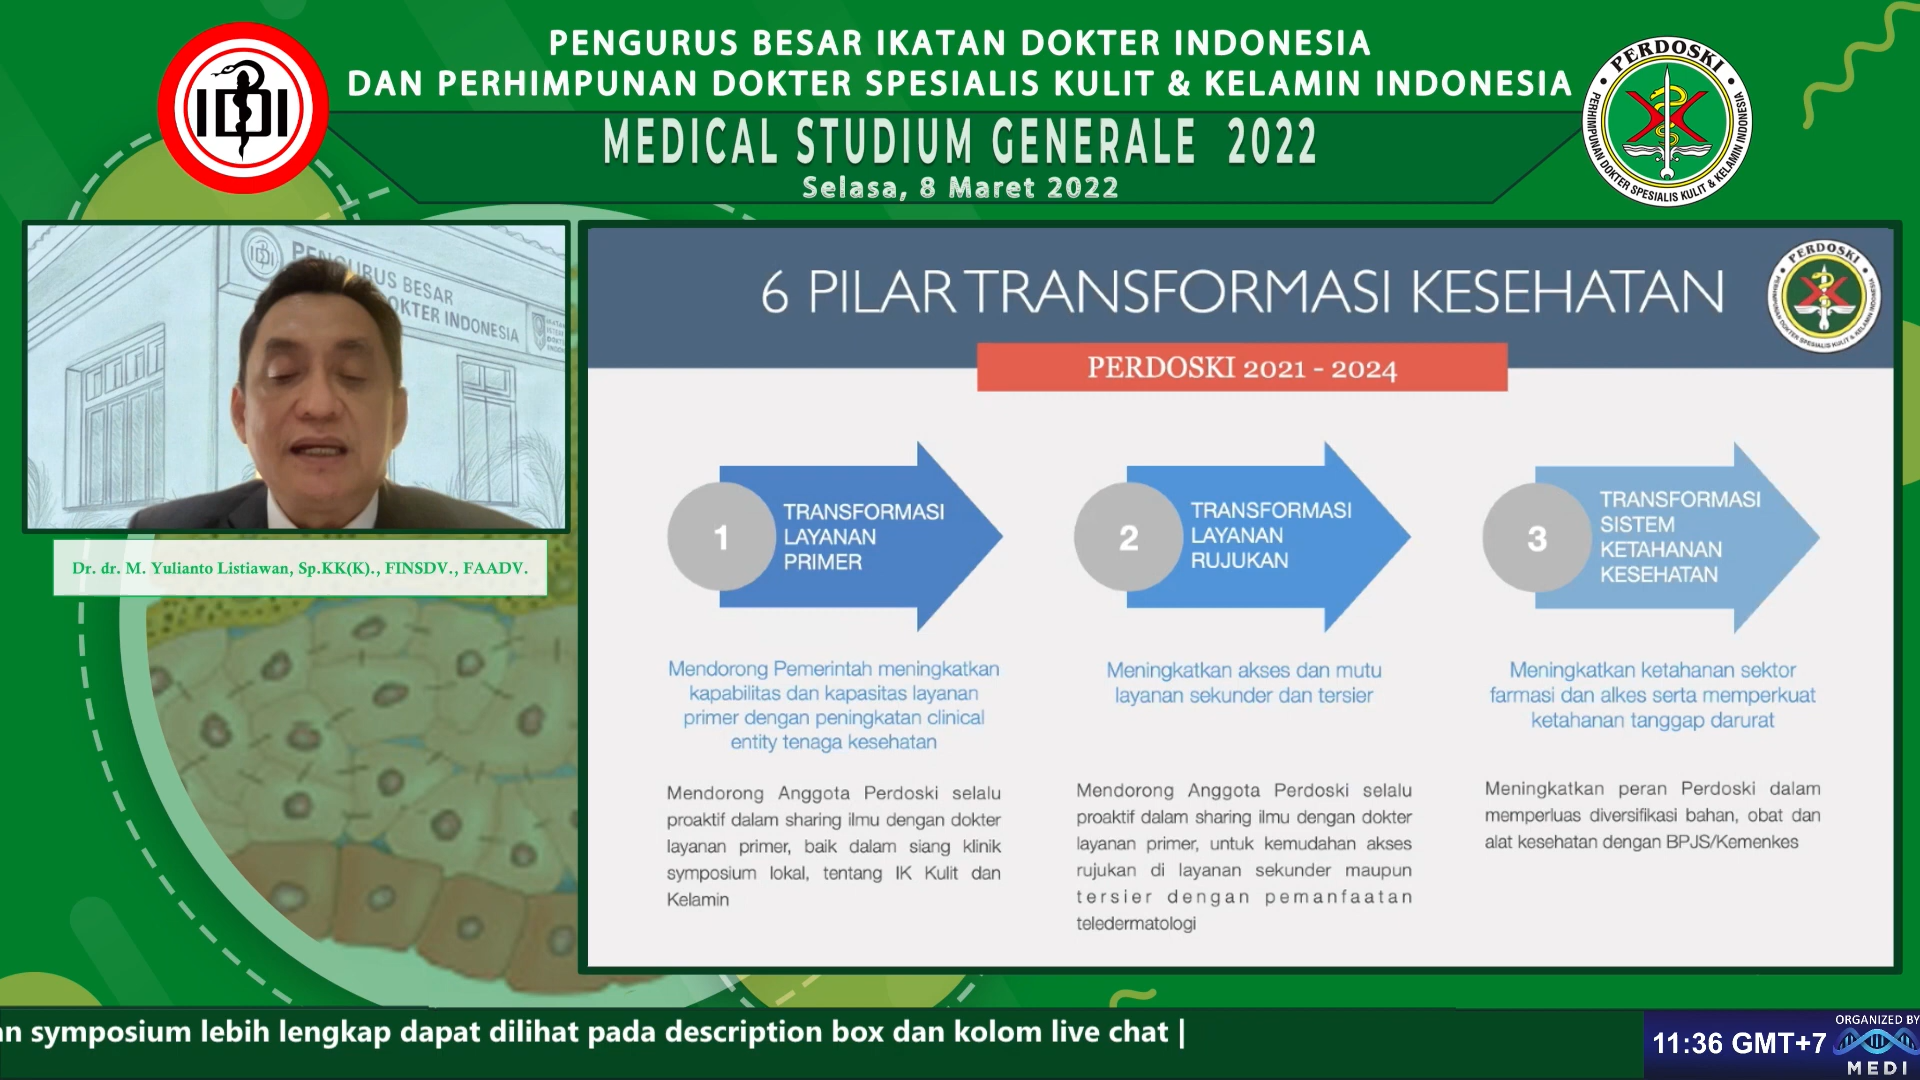 PENGURUS BESAR IKATAN DOKTER INDONESIA
DAN PERHIMPUNAN DOKTER SPESIALIS KULIT & KELAMIN INDONESIA
MEDICAL STUDIUM GENERALE 2022
Selasa, 8 Maret 2022
IDI
PERDOSKI
PERHIMPUNAN DOKTER SPESIALIS KULIT & KELAMIN INDONESIA
PENGURUS BESAR
DOKTER INDONESIA
Dr. dr. M. Yulianto Listiawan, Sp.KK(K)., FINSDV., FAADV.
6 PILAR TRANSFORMASI KESEHATAN
PERDOSKI
PERHIMPUNAN DOKTER SPESIALIS KULIT & KELAMIN INDONESIA
PERDOSKI 2021 - 2024
1
TRANSFORMASI
LAYANAN
PRIMER
Mendorong Pemerintah meningkatkan
kapabilitas dan kapasitas layanan
primer dengan peningkatan clinical
entity tenaga kesehatan
Mendorong Anggota Perdoski selalu
proaktif dalam sharing ilmu dengan dokter
layanan primer, baik dalam siang klinik
symposium lokal, tentang IK Kulit dan
Kelamin
2
TRANSFORMASI
LAYANAN
RUJUKAN
Meningkatkan akses dan mutu
layanan sekunder dan tersier
Mendorong Anggota Perdoski selalu
proaktif dalam sharing ilmu dengan dokter
layanan primer, untuk kemudahan akses
rujukan di layanan sekunder maupun
tersier dengan pemanfaatan
teledermatologi
3
TRANSFORMASI
SISTEM
KETAHANAN
KESEHATAN
Meningkatkan ketahanan sektor
farmasi dan alkes serta memperkuat
ketahanan tanggap darurat
Meningkatkan peran Perdoski dalam
memperluas diversifikasi bahan, obat dan
alat kesehatan dengan BPJS/Kemenkes
symposium lebih lengkap dapat dilihat pada description box dan kolom live chat |
11:36 GMT+7
ORGANIZED BY
MEDI